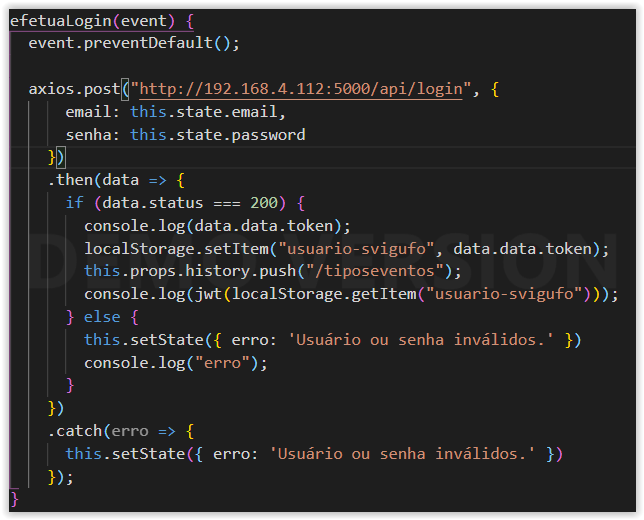 efetuaLogin(event) {
  event.preventDefault();

  axios.post("http://192.168.4.112:5000/api/login", {
      email: this.state.email,
      senha: this.state.password
    })
    .then(data => {
      if (data.status === 200) {
        console.log(data.data.token);
        localStorage.setItem("usuario-svigufo", data.data.token);
        this.props.history.push("/tiposeventos");
        console.log(jwt(localStorage.getItem("usuario-svigufo")));
      } else {
        this.setState({ erro: 'Usuário ou senha inválidos.' })
        console.log("erro");
      }
    })
    .catch(erro => {
      this.setState({ erro: 'Usuário ou senha inválidos.' })
    });
}
DEMO VERSION